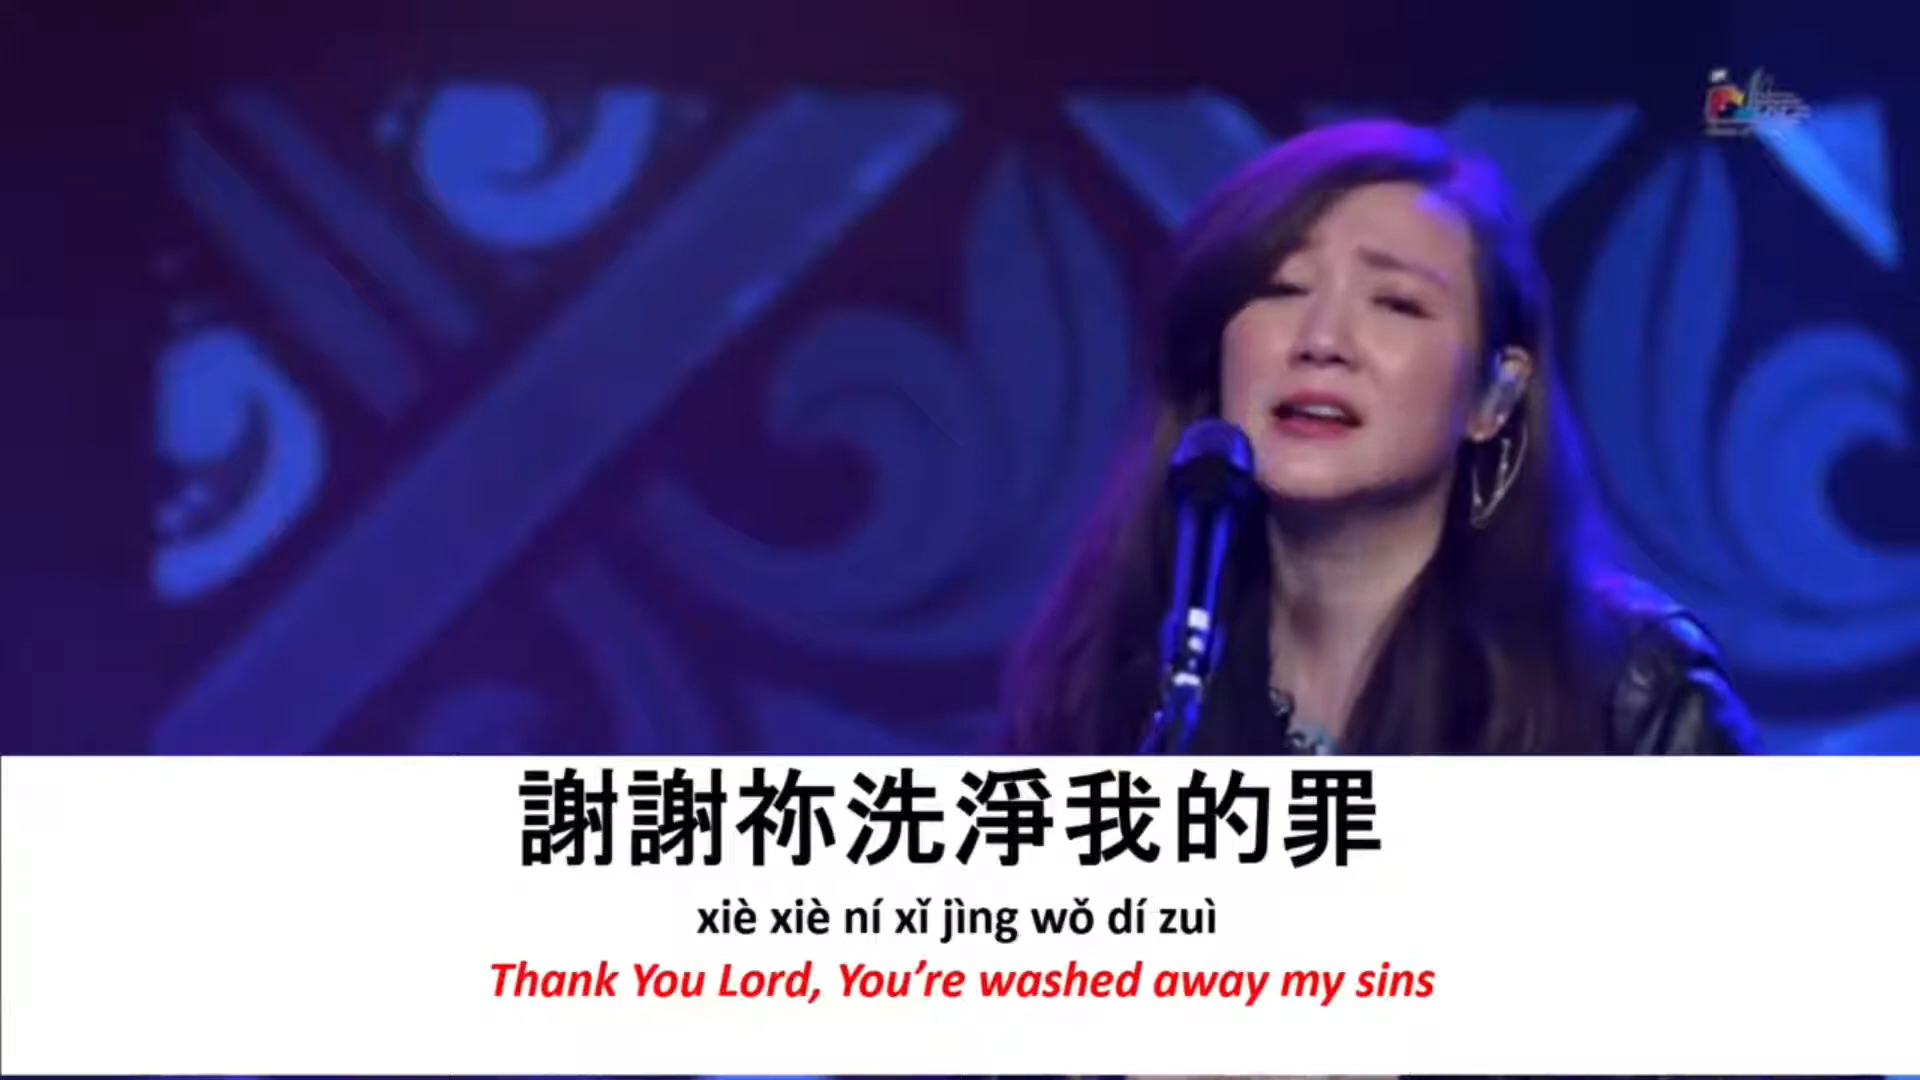 謝謝祢洗淨我的罪
xiè xiè ní xǐ jìng wǒ dí zuì
Thank You Lord, You’re washed away my sins